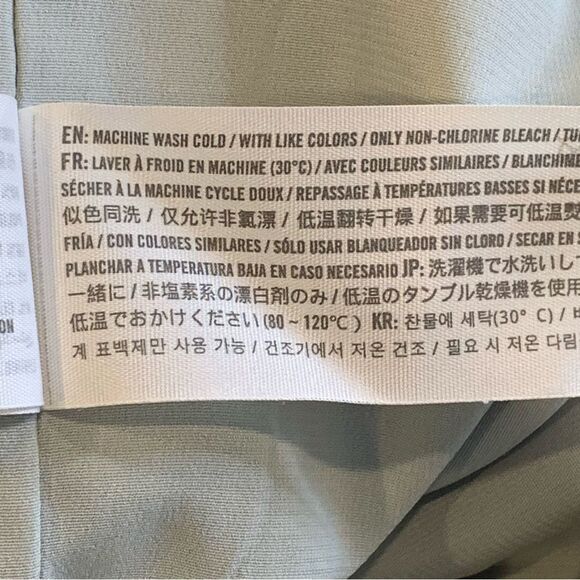 EN: MACHINE WASH COLD / WITH LIKE COLORS / ONLY NON-CHLORINE BLEACH /
FR: LAVER À FROID EN MACHINE (30°C) / AVEC COULEURS SIMILAIRES /
SÉCHER À LA MACHINE CYCLE DOUX / REPASSAGE À TEMPÉRATURES BASSES SI
似色同洗 / 仅允许非氯漂 / 低温翻转干燥 / 如果需要可低温熨
FRÍA / CON COLORES SIMILARES / SÓLO USAR BLANQUEADOR SIN CLORO / SECAR EN
PLANCHAR A TEMPERATURA BAJA EN CASO NECESARIO JP: 洗濯機で水洗いして
一緒に / 非塩素系の漂白剤のみ / 低温のタンブル乾燥機を使用
低温でおかけください (80 ~ 120°C) KR: 찬물에 세탁(30° C) /
계 표백제만 사용 가능 / 건조기에서 저온 건조 / 필요 시 저온 다림